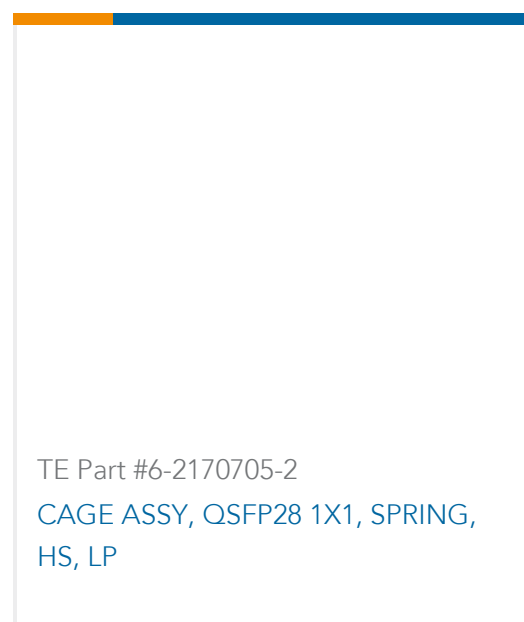 TE Part #6-2170705-2
CAGE ASSY, QSFP28 1X1, SPRING,
HS, LP